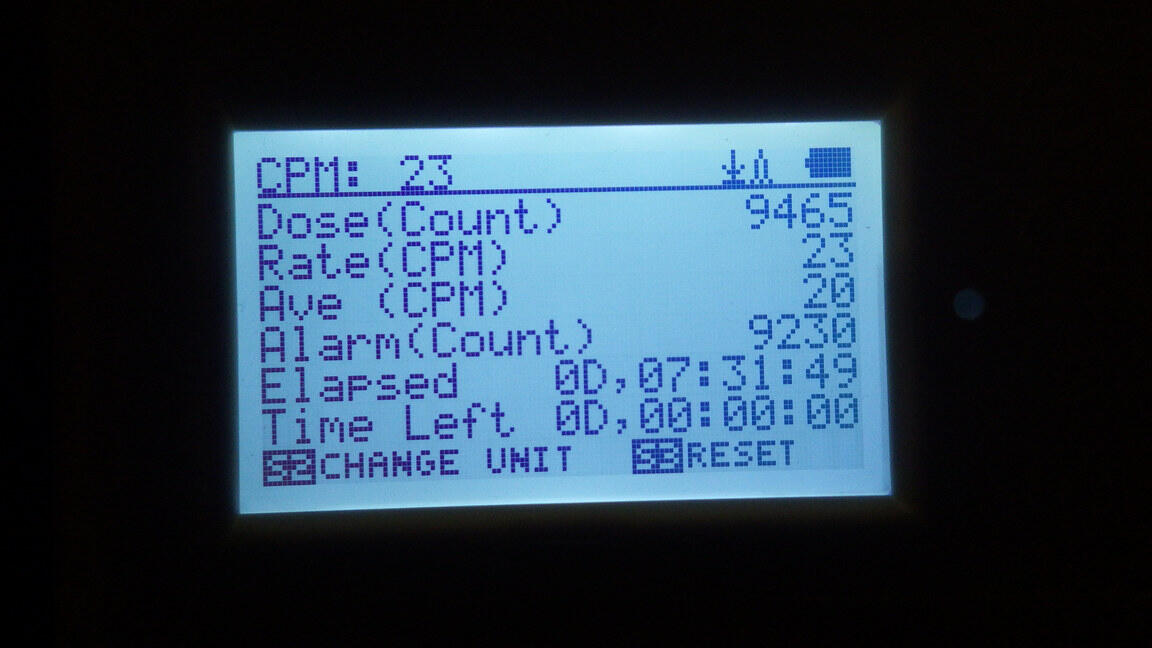 CPM: 23
Dose(Count) 9465
Rate(CPM) 23
Ave (CPM) 20
Alarm(Count) 9230
Elapsed 0D,07:31:49
Time Left 0D,00:00:00
S2 CHANGE UNIT S3 RESET